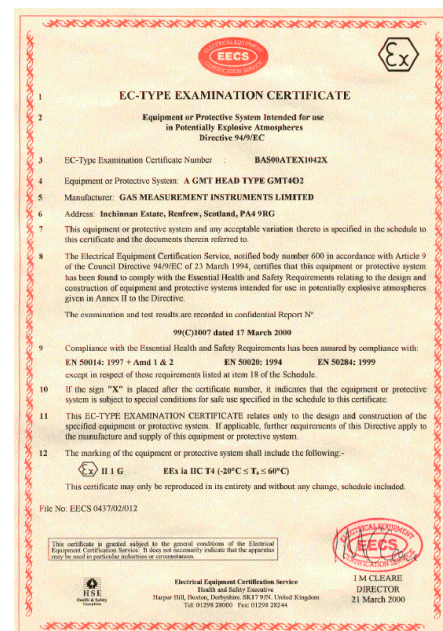 ELECTRICAL EQUIPMENT
EECS
CERTIFICATION SERVICE
Ex
1 EC-TYPE EXAMINATION CERTIFICATE
2 Equipment or Protective System Intended for use
in Potentially Explosive Atmospheres
Directive 94/9/EC
3 EC-Type Examination Certificate Number : BAS00ATEX1042X
4 Equipment or Protective System: A GMT HEAD TYPE GMT4O2
5 Manufacturer: GAS MEASUREMENT INSTRUMENTS LIMITED
6 Address: Inchinnan Estate, Renfrew, Scotland, PA4 9RG
7 This equipment or protective system and any acceptable variation thereto is specified in the schedule to
this certificate and the documents therein referred to.
8 The Electrical Equipment Certification Service, notified body number 600 in accordance with Article 9
of the Council Directive 94/9/EC of 23 March 1994, certifies that this equipment or protective system
has been found to comply with the Essential Health and Safety Requirements relating to the design and
construction of equipment and protective systems intended for use in potentially explosive atmospheres
given in Annex II to the Directive.
The examination and test results are recorded in confidential Report N°
99(C)1007 dated 17 March 2000
9 Compliance with the Essential Health and Safety Requirements has been assured by compliance with:
EN 50014: 1997 + Amd 1 & 2 EN 50020: 1994 EN 50284: 1999
except in respect of those requirements listed at item 18 of the Schedule.
10 If the sign "X" is placed after the certificate number, it indicates that the equipment or protective
system is subject to special conditions for safe use specified in the schedule to this certificate.
11 This EC-TYPE EXAMINATION CERTIFICATE relates only to the design and construction of the
specified equipment or protective system. If applicable, further requirements of this Directive apply to
the manufacture and supply of this equipment or protective system.
12 The marking of the equipment or protective system shall include the following:-
Ex II 1 G EEx ia IIC T4 (-20°C ≤ Ta ≤ 60°C)
This certificate may only be reproduced in its entirety and without any change, schedule included.
File No: EECS 0437/02/012
This certificate is granted subject to the general conditions of the Electrical
Equipment Certification Service. It does not necessarily indicate that the apparatus
may be used in particular industries or circumstances.
ELECTRICAL EQUIPMENT
EECS
CERTIFICATION SERVICE
HSE
Health & Safety
Executive
Electrical Equipment Certification Service
Health and Safety Executive
Harpur Hill, Buxton, Derbyshire, SK17 9JN, United Kingdom
Tel: 01298 28000 Fax: 01298 28244
I M CLEARE
DIRECTOR
21 March 2000